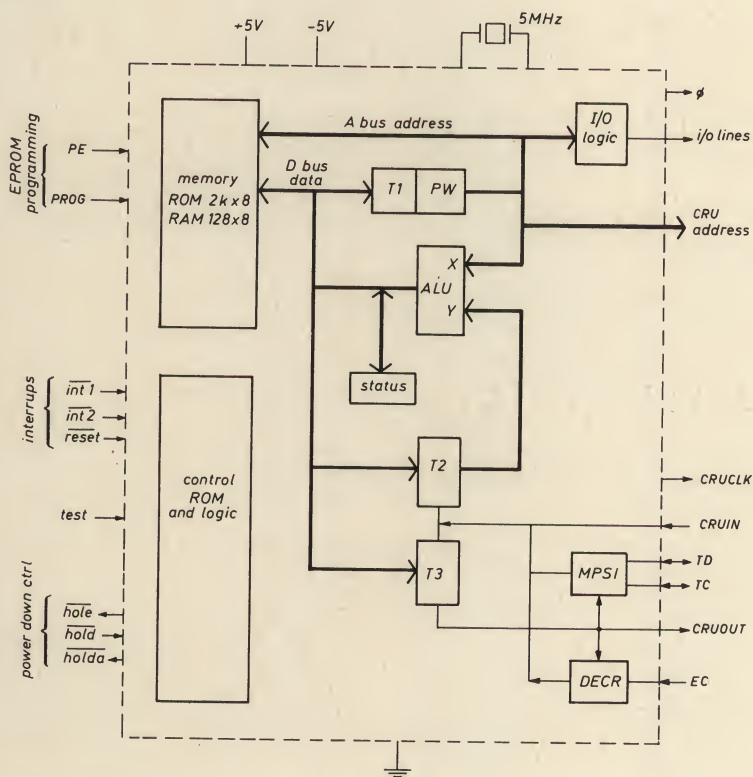 +5V
-5V
5MHz
φ
A bus address
I/O
logic
i/o lines
EPROM
programming
PE
PROG
memory
ROM 2k x 8
RAM 128 x 8
D bus
data
T1
PW
CRU
address
X
ALU
Y
status
interrups
int 1
int 2
reset
control
ROM
and logic
T2
CRUCLK
CRUIN
test
T3
MPSI
TD
TC
power down ctrl
hole
hold
holda
CRUOUT
DECR
EC